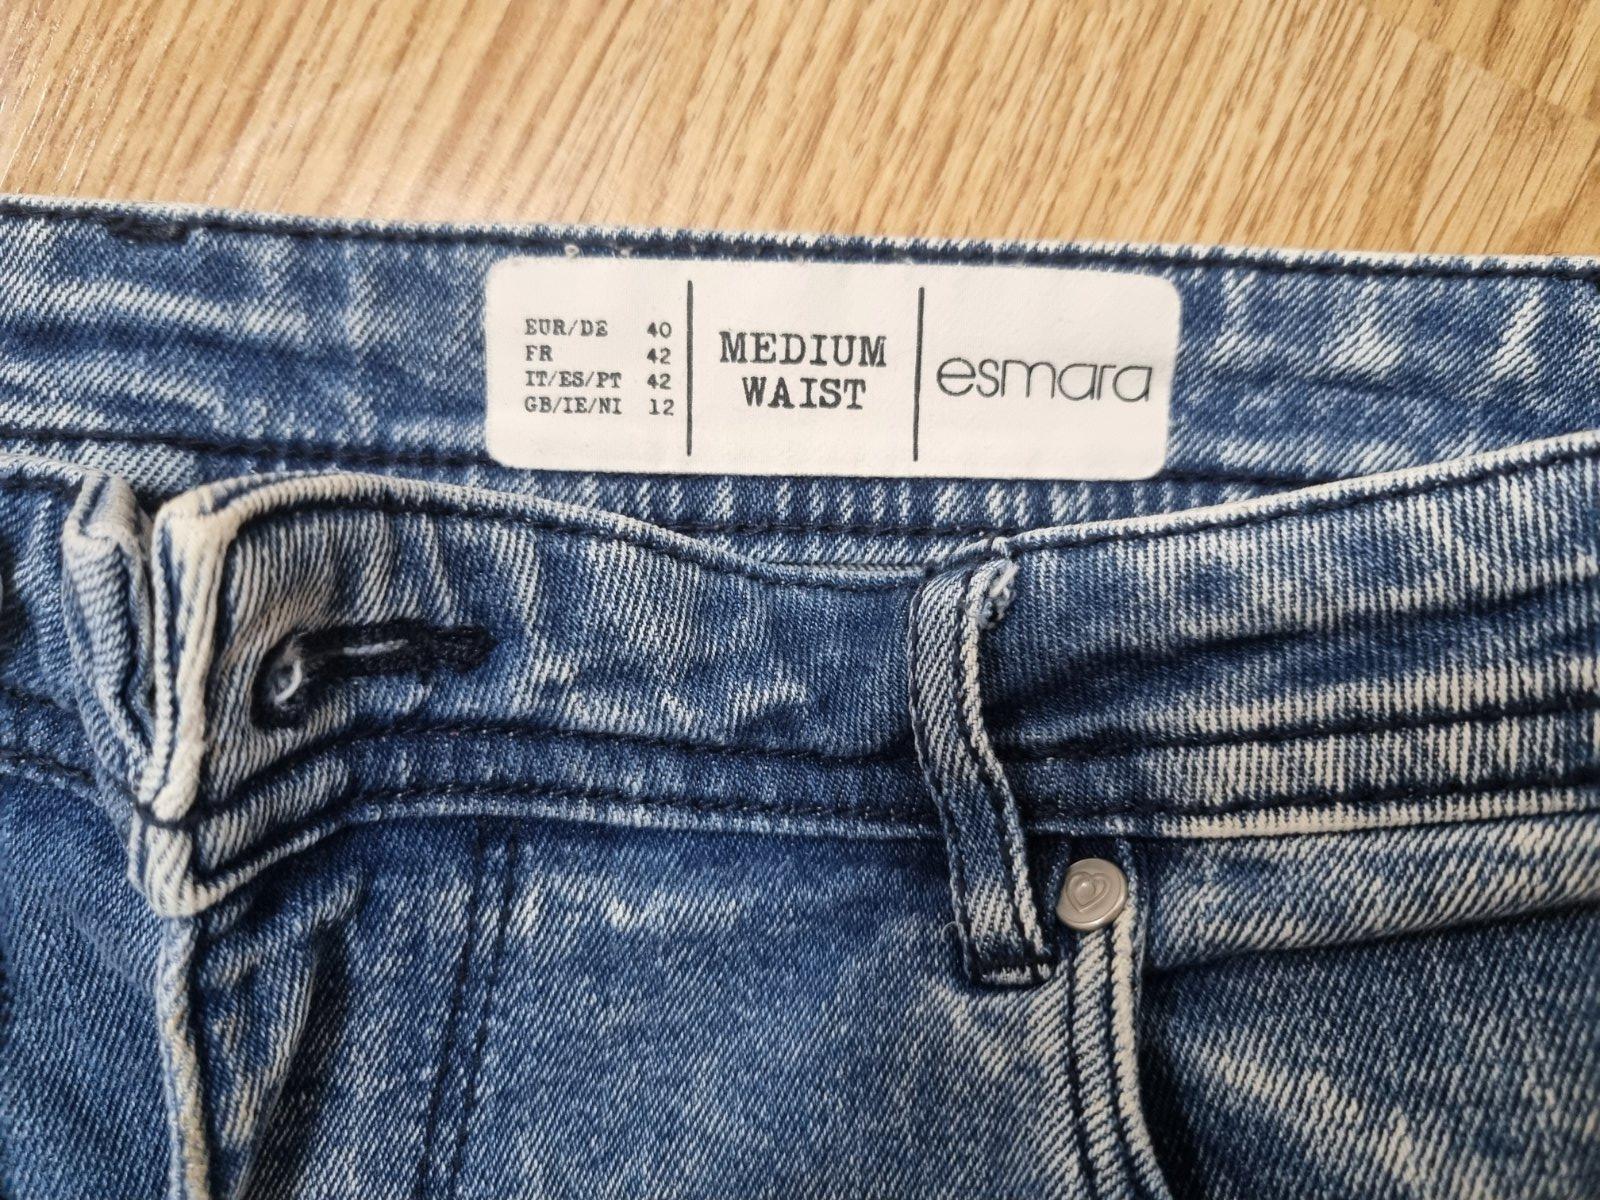 EUR/DE 40
FR 42
IT/ES/PT 42
GB/IE/NI 12
MEDIUM
WAIST
esmara